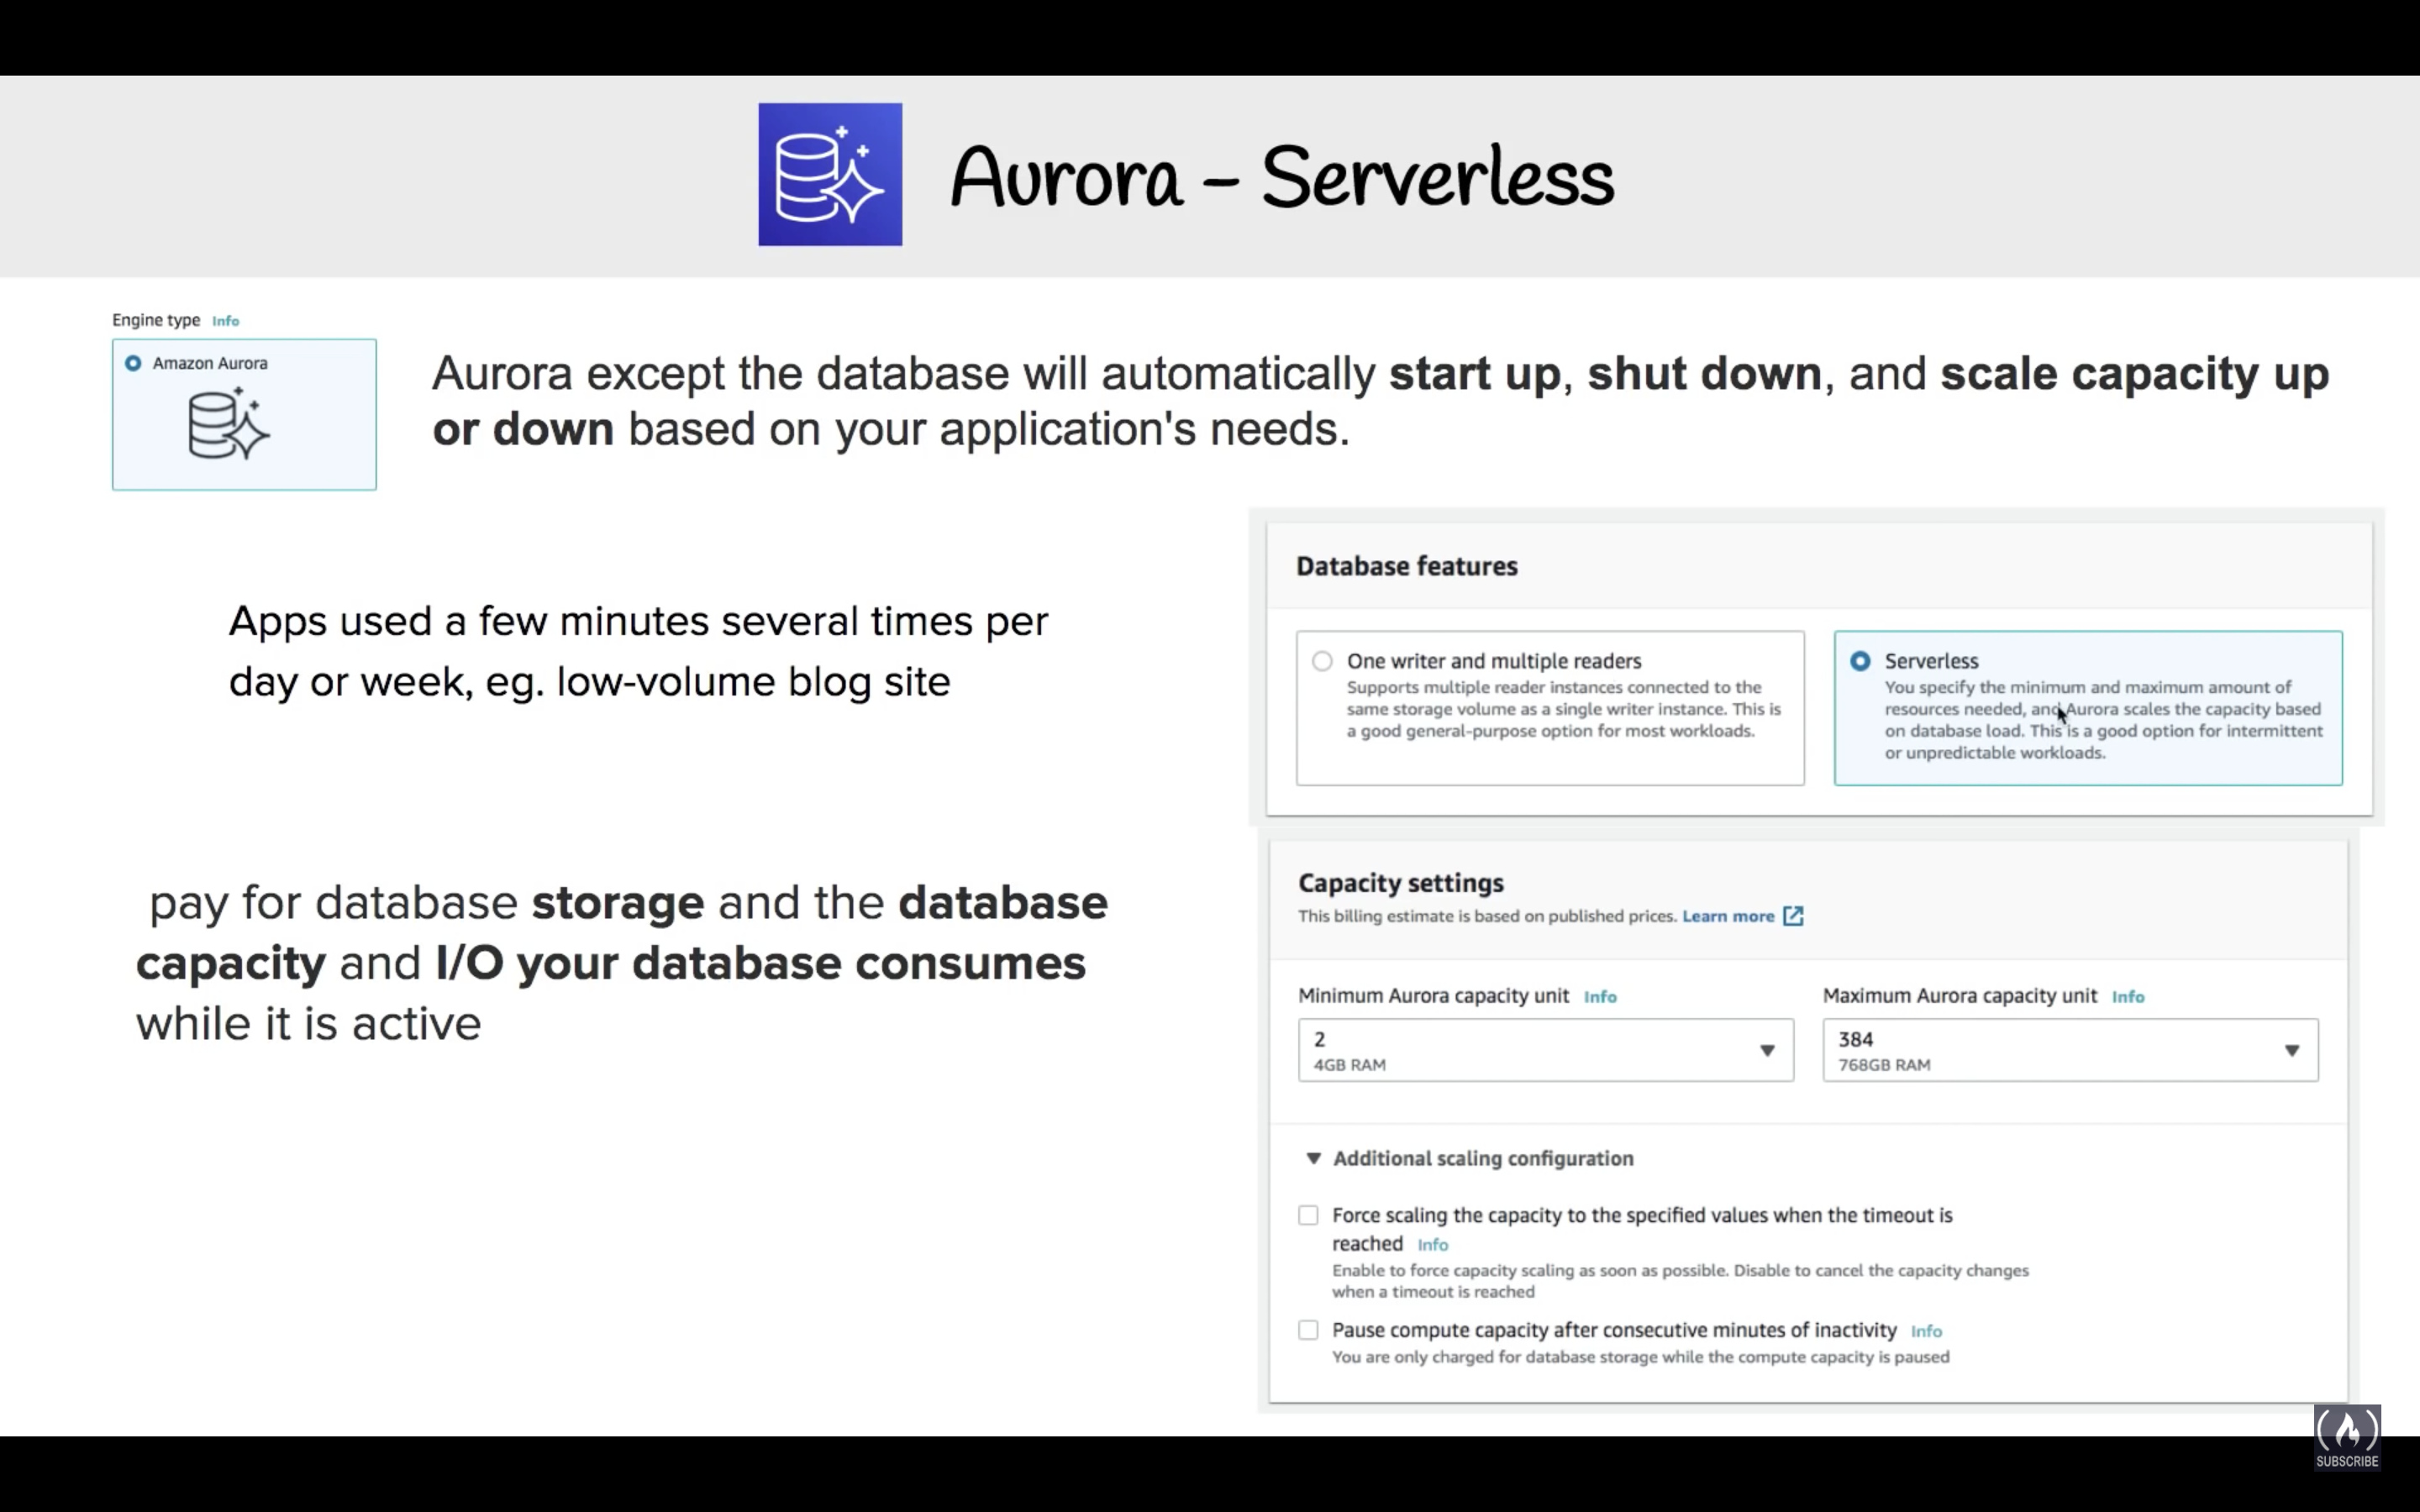 Aurora – Serverless
Engine type Info
Amazon Aurora
Aurora except the database will automatically start up, shut down, and scale capacity up
or down based on your application's needs.
Apps used a few minutes several times per
day or week, eg. low-volume blog site
pay for database storage and the database
capacity and I/O your database consumes
while it is active
Database features
One writer and multiple readers
Supports multiple reader instances connected to the
same storage volume as a single writer instance. This is
a good general-purpose option for most workloads.
Serverless
You specify the minimum and maximum amount of
resources needed, and Aurora scales the capacity based
on database load. This is a good option for intermittent
or unpredictable workloads.
Capacity settings
This billing estimate is based on published prices. Learn more
Minimum Aurora capacity unit Info
2
4GB RAM
Maximum Aurora capacity unit Info
384
768GB RAM
Additional scaling configuration
Force scaling the capacity to the specified values when the timeout is
reached Info
Enable to force capacity scaling as soon as possible. Disable to cancel the capacity changes
when a timeout is reached
Pause compute capacity after consecutive minutes of inactivity Info
You are only charged for database storage while the compute capacity is paused
SUBSCRIBE